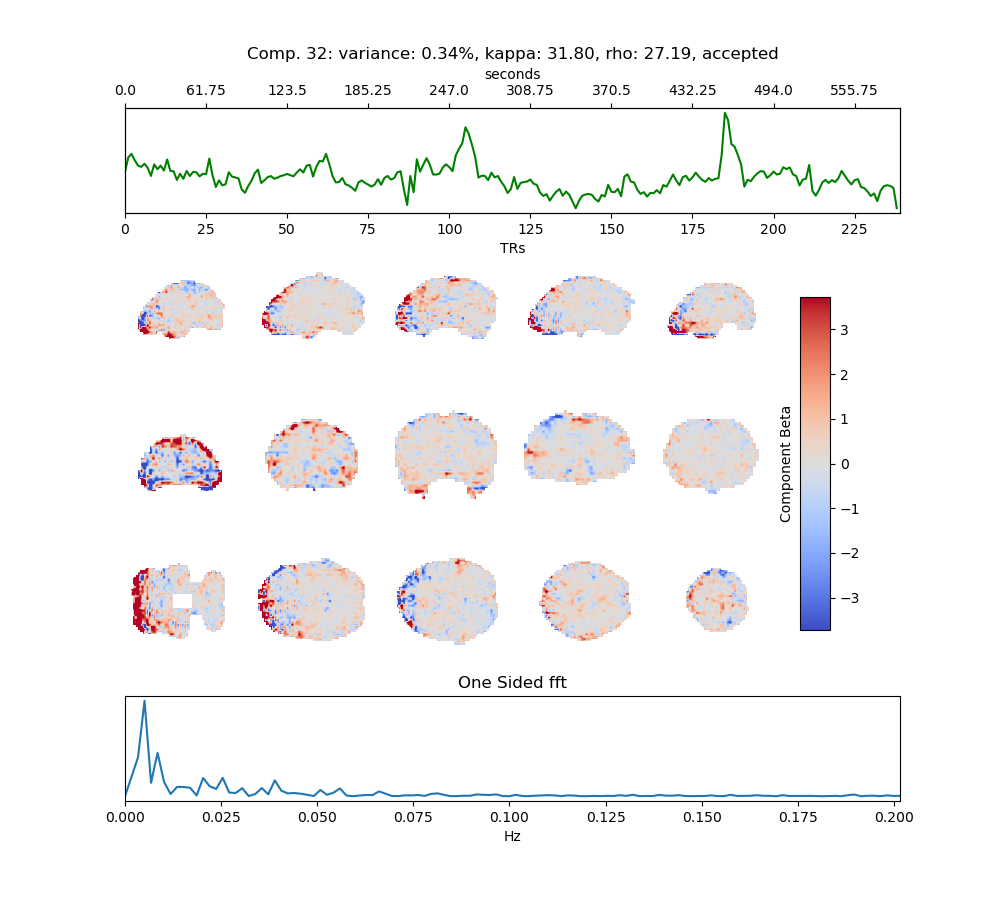 Comp. 32: variance: 0.34%, kappa: 31.80, rho: 27.19, accepted
seconds
0.0 61.75 123.5 185.25 247.0 308.75 370.5 432.25 494.0 555.75
0 25 50 75 100 125 150 175 200 225
TRs
3
2
1
0
−1
−2
−3
Component Beta
One Sided fft
0.000 0.025 0.050 0.075 0.100 0.125 0.150 0.175 0.200
Hz